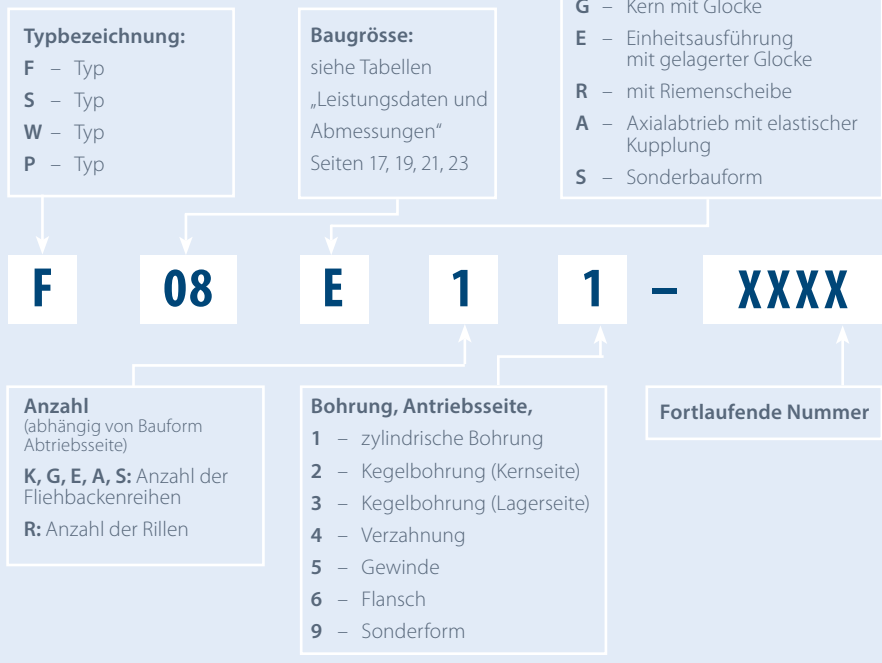 Typbezeichnung:
F – Typ
S – Typ
W – Typ
P – Typ
Baugrösse:
siehe Tabellen
„Leistungsdaten und
Abmessungen“
Seiten 17, 19, 21, 23
G – Kern mit Glocke
E – Einheitsausführung
mit gelagerter Glocke
R – mit Riemenscheibe
A – Axialabtrieb mit elastischer
Kupplung
S – Sonderbauform
F 08 E 1 1 – XXXX
Anzahl
(abhängig von Bauform
Abtriebsseite)
K, G, E, A, S: Anzahl der
Fliehbackenreihen
R: Anzahl der Rillen
Bohrung, Antriebsseite,
1 – zylindrische Bohrung
2 – Kegelbohrung (Kernseite)
3 – Kegelbohrung (Lagerseite)
4 – Verzahnung
5 – Gewinde
6 – Flansch
9 – Sonderform
Fortlaufende Nummer